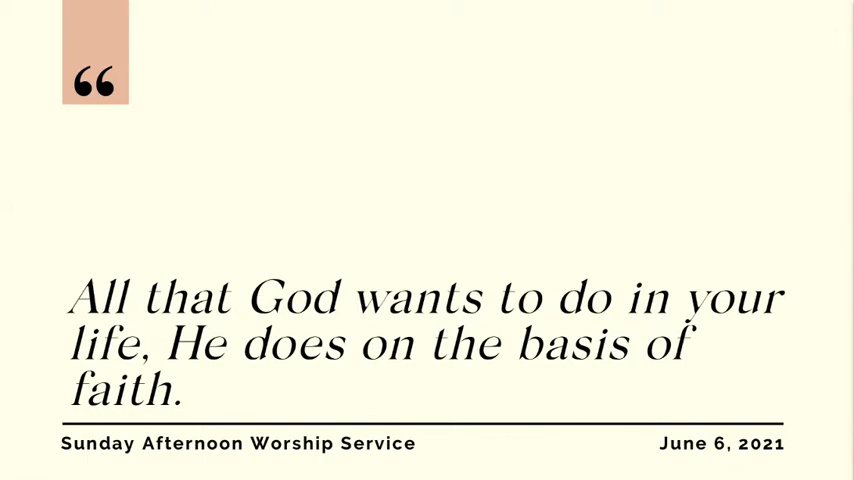 “
All that God wants to do in your
life, He does on the basis of
faith.
Sunday Afternoon Worship Service
June 6, 2021